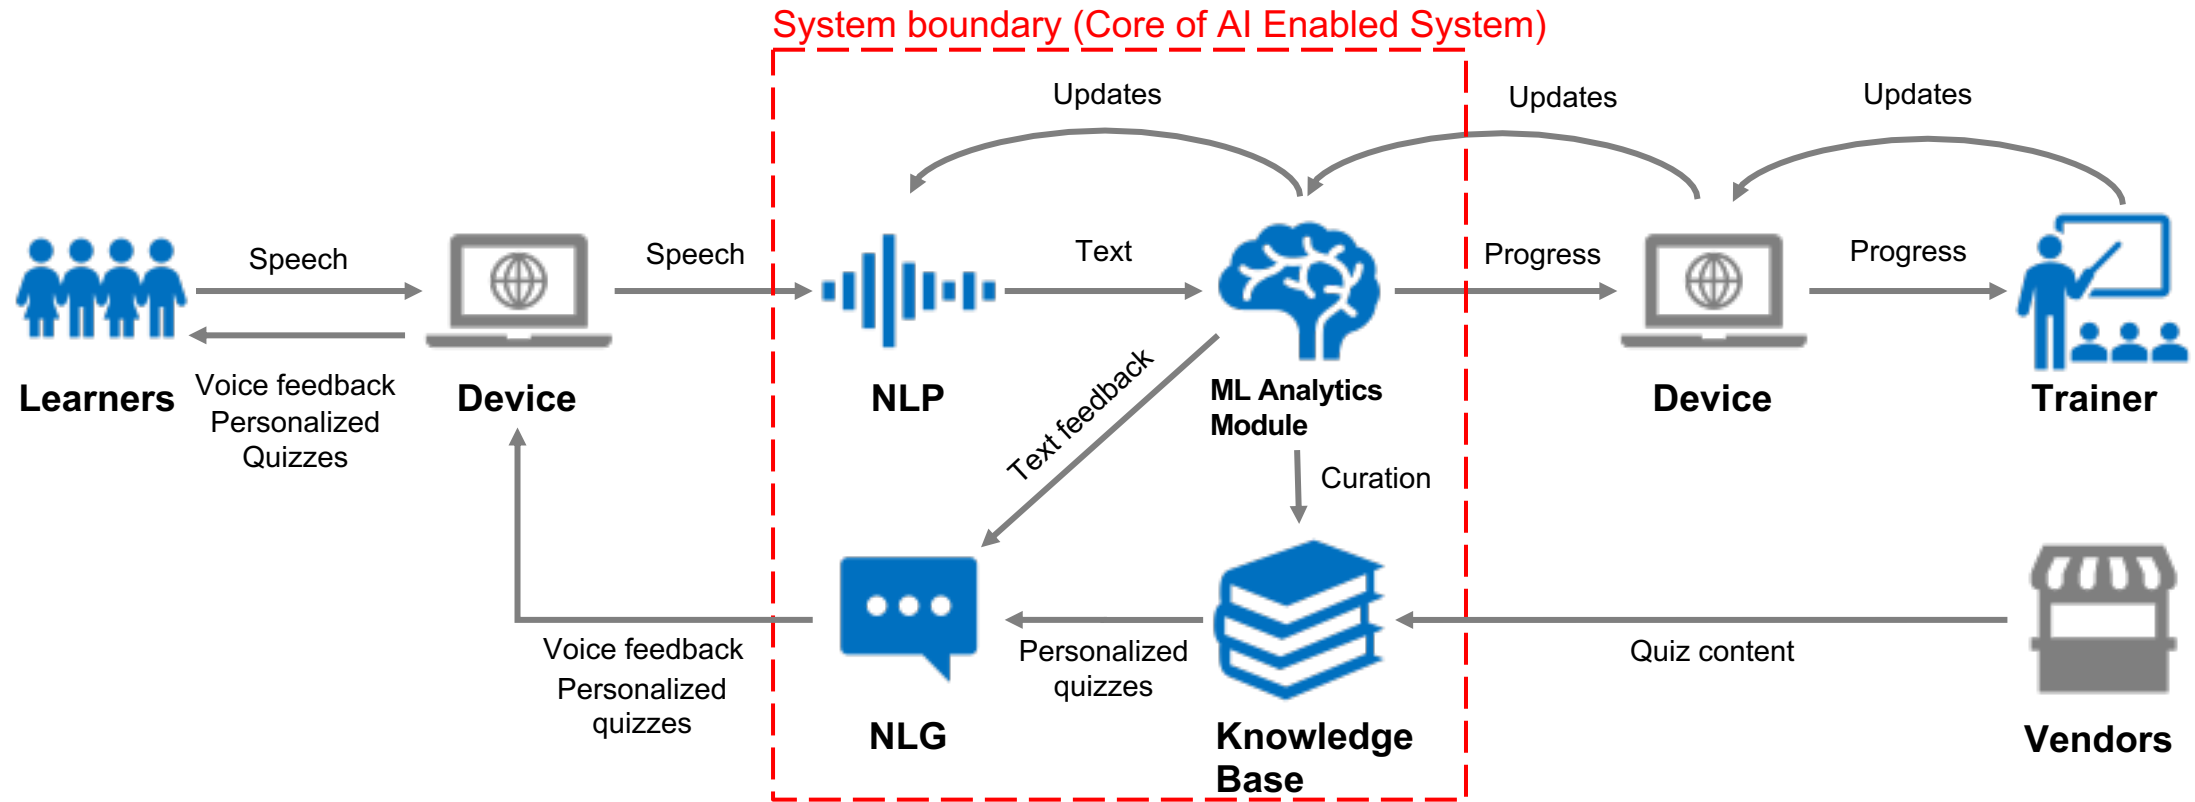 System boundary (Core of AI Enabled System)
Updates
Updates
Updates
Speech
Speech
Text
Progress
Progress
Voice feedback
Personalized
Quizzes
Learners
Device
NLP
ML Analytics
Module
Device
Trainer
Text feedback
Curation
Voice feedback
Personalized
quizzes
Personalized
quizzes
Quiz content
NLG
Knowledge
Base
Vendors